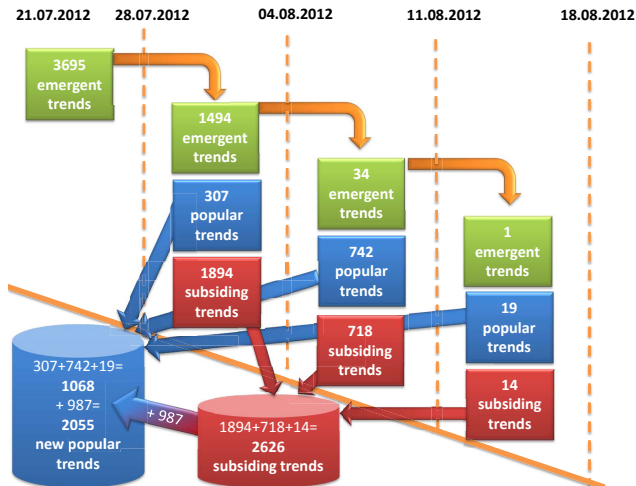 21.07.2012 28.07.2012 04.08.2012 11.08.2012 18.08.2012
3695
emergent
trends
1494
emergent
trends
34
emergent
trends
1
emergent
trends
307
popular
trends
742
popular
trends
19
popular
trends
1894
subsiding
trends
718
subsiding
trends
14
subsiding
trends
307+742+19=
1068
+ 987=
2055
new popular
trends
+ 987
1894+718+14=
2626
subsiding trends